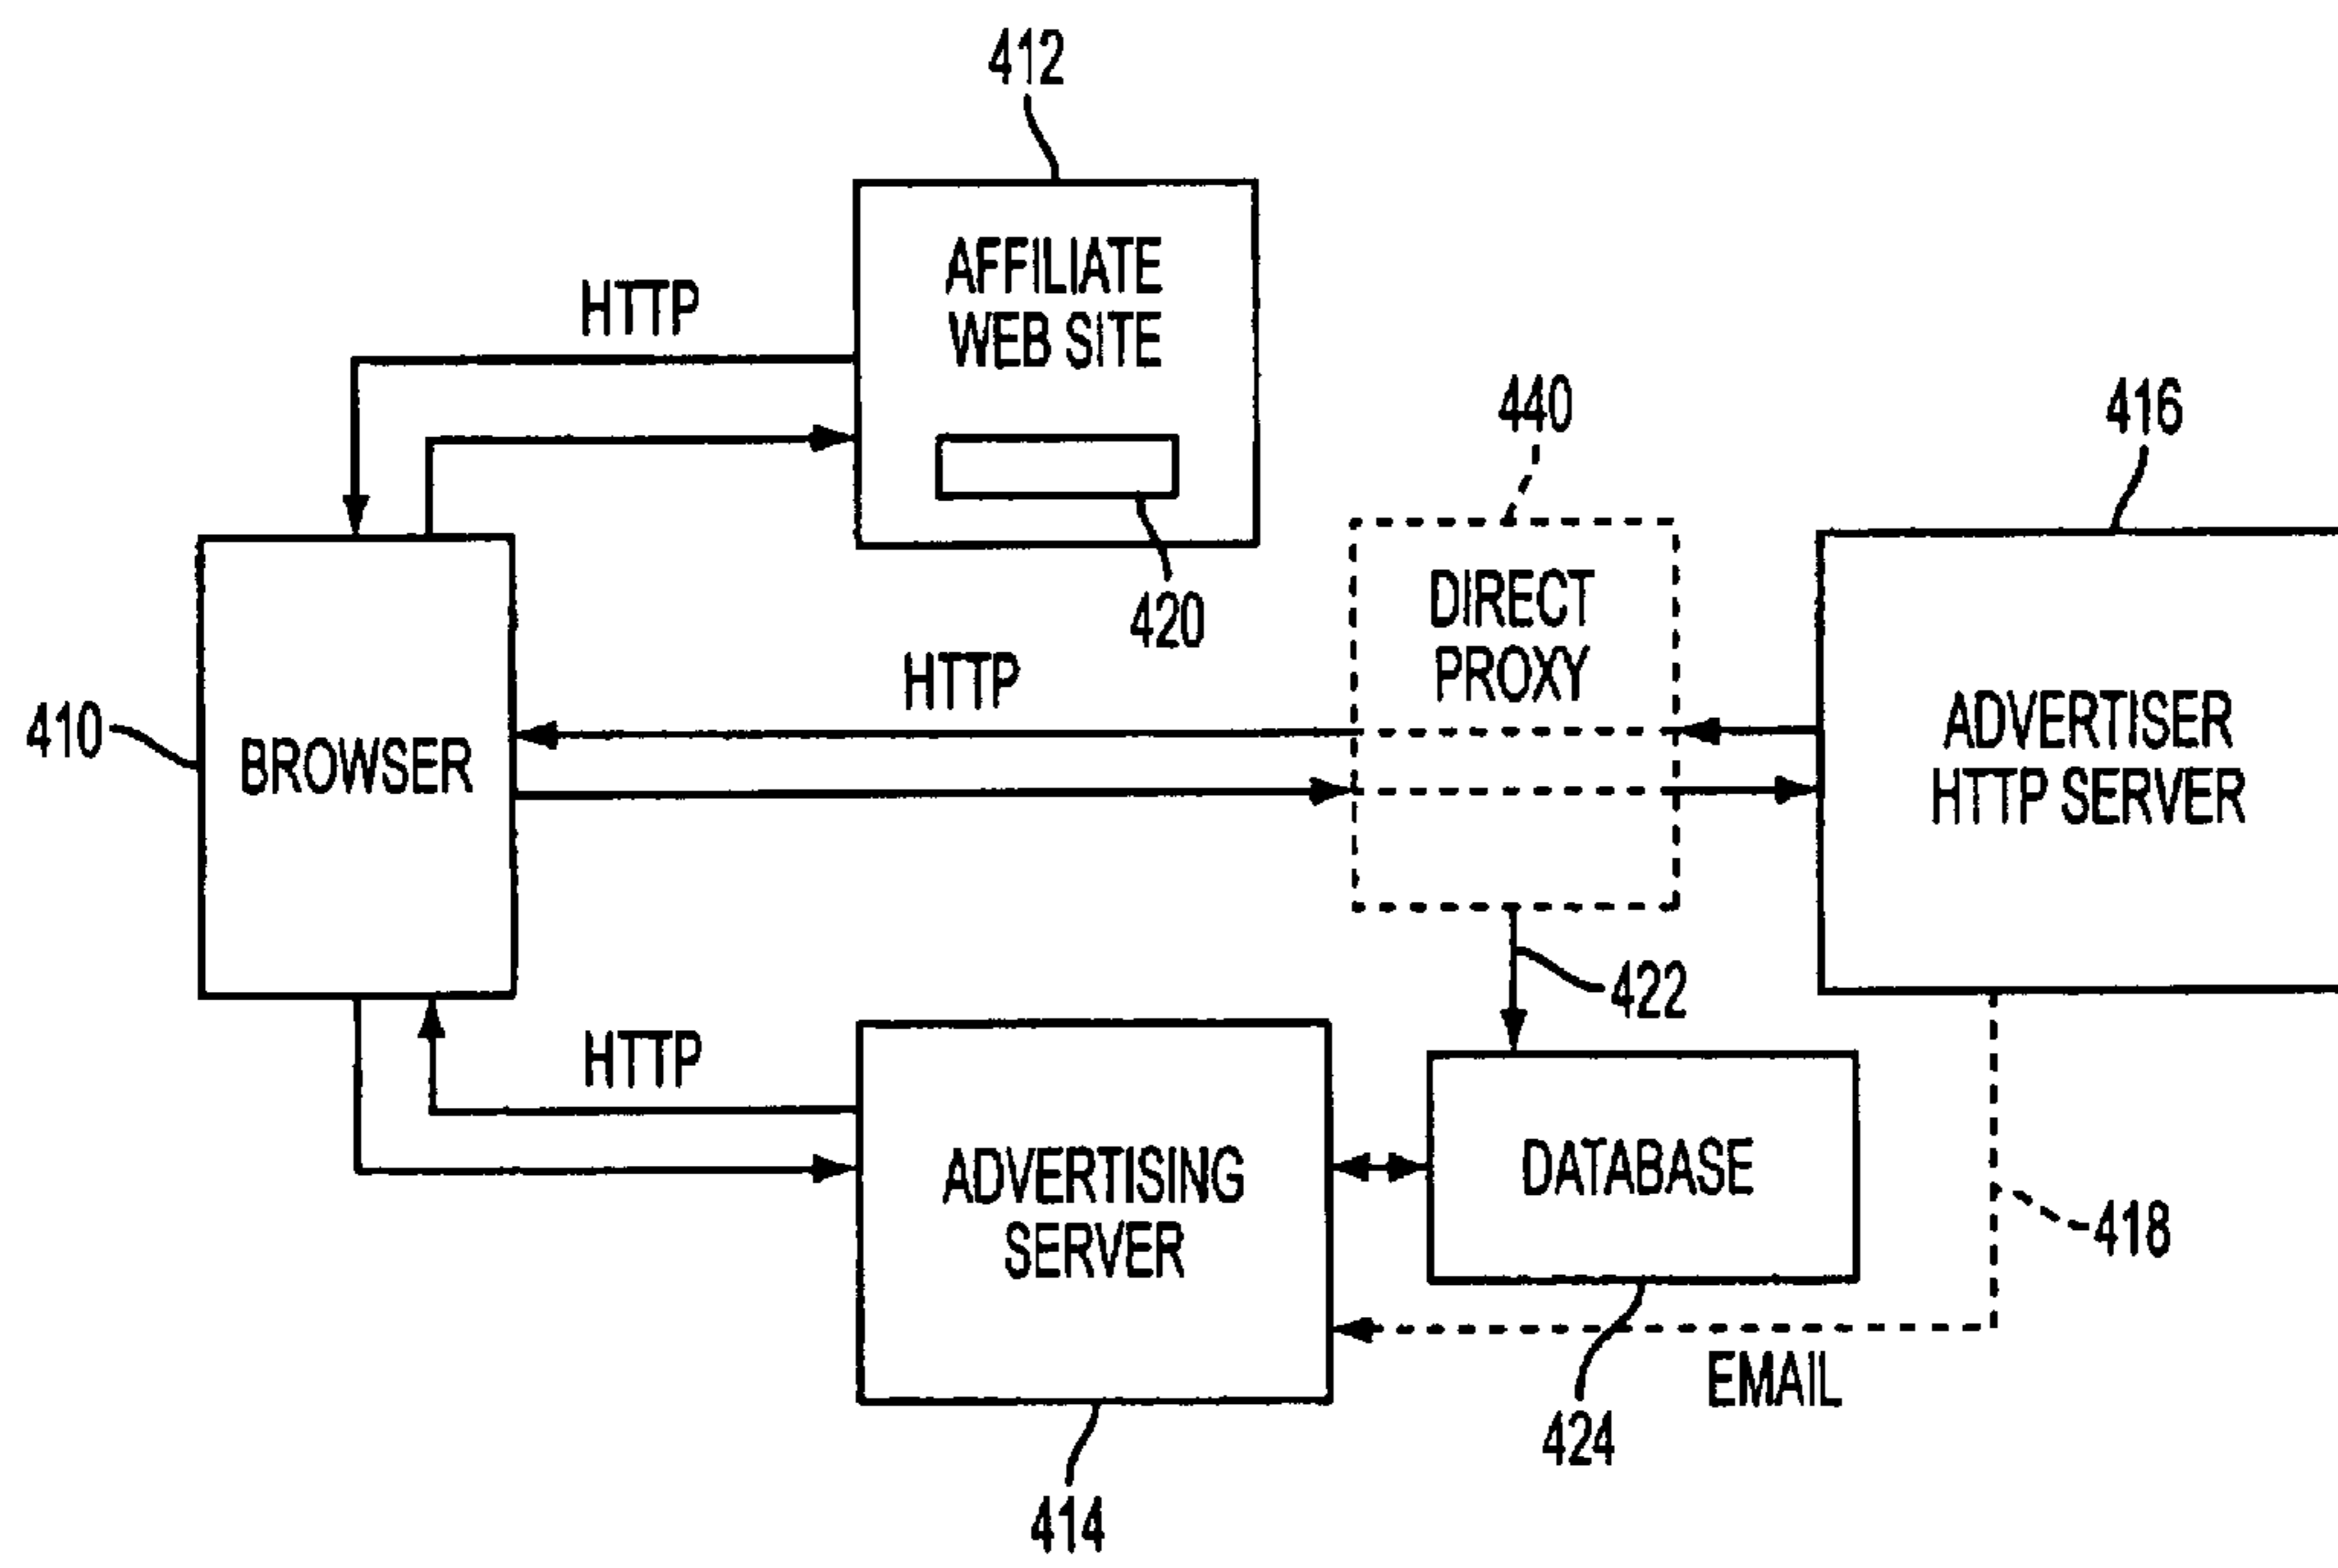 412
AFFILIATE
WEB SITE
HTTP
440
416
420
DIRECT
PROXY
HTTP
410
BROWSER
ADVERTISER
HTTP SERVER
422
HTTP
ADVERTISING
SERVER
DATABASE
418
EMAIL
424
414